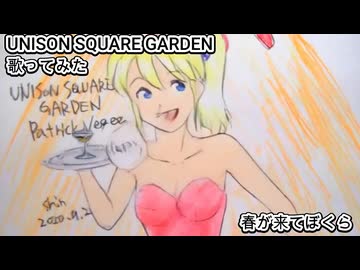 UNISON SQUARE GARDEN
歌ってみた
UNISON SQUARE
GARDEN
Patrick Vegee
Shin
2020.9.2
春が来てぼくら